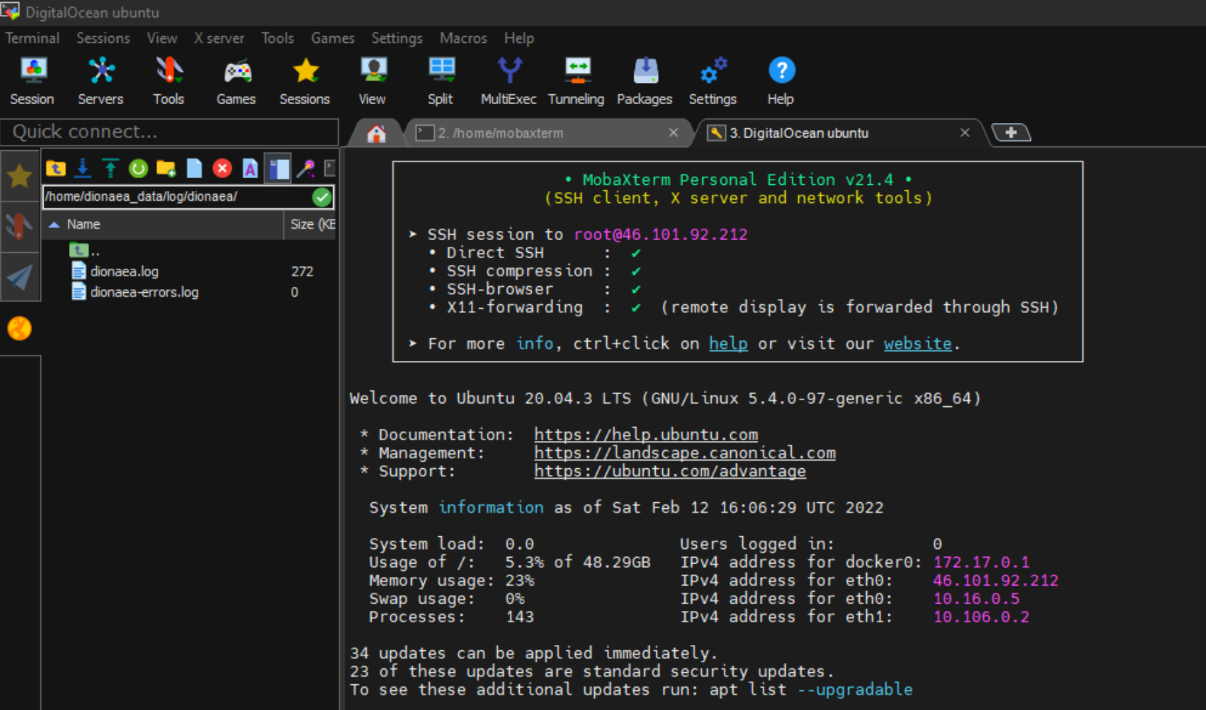 DigitalOcean ubuntu
Terminal Sessions View X server Tools Games Settings Macros Help
Session Servers Tools Games Sessions View Split MultiExec Tunneling Packages Settings Help
Quick connect...
2. /home/mobaxterm
3. DigitalOcean ubuntu
/home/dionaea_data/log/dionaea/
Name Size (KB
..
dionaea.log 272
dionaea-errors.log 0
• MobaXterm Personal Edition v21.4 •
(SSH client, X server and network tools)
➤ SSH session to root@46.101.92.212
• Direct SSH : ✔
• SSH compression : ✔
• SSH-browser : ✔
• X11-forwarding : ✔ (remote display is forwarded through SSH)
➤ For more info, ctrl+click on help or visit our website.
Welcome to Ubuntu 20.04.3 LTS (GNU/Linux 5.4.0-97-generic x86_64)
* Documentation: https://help.ubuntu.com
* Management: https://landscape.canonical.com
* Support: https://ubuntu.com/advantage
System information as of Sat Feb 12 16:06:29 UTC 2022
System load: 0.0 Users logged in: 0
Usage of /: 5.3% of 48.29GB IPv4 address for docker0: 172.17.0.1
Memory usage: 23% IPv4 address for eth0: 46.101.92.212
Swap usage: 0% IPv4 address for eth0: 10.16.0.5
Processes: 143 IPv4 address for eth1: 10.106.0.2
34 updates can be applied immediately.
23 of these updates are standard security updates.
To see these additional updates run: apt list --upgradable